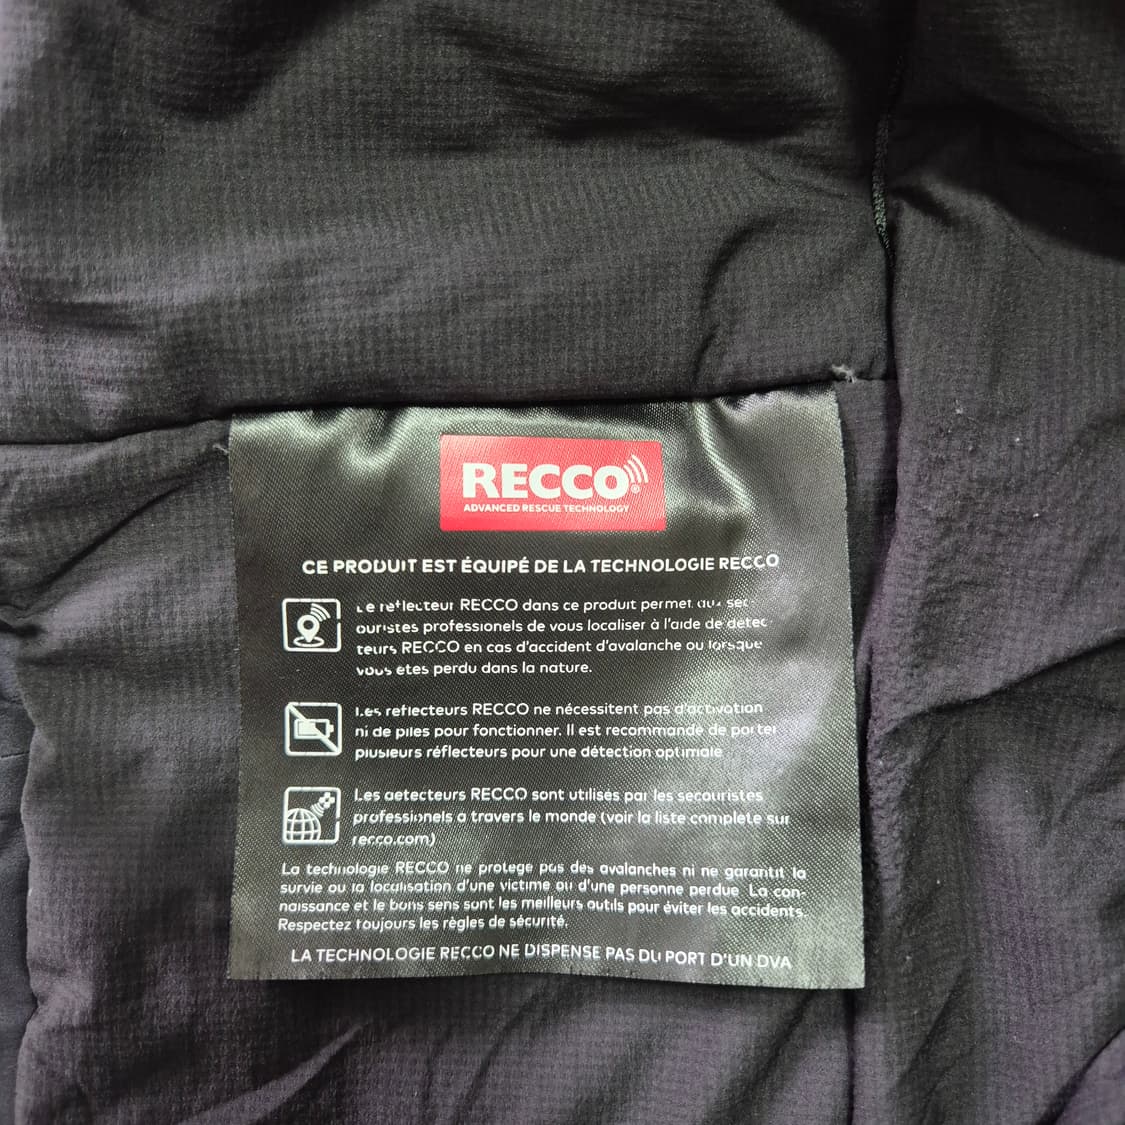 RECCO®
ADVANCED RESCUE TECHNOLOGY
CE PRODUIT EST ÉQUIPÉ DE LA TECHNOLOGIE RECCO
Le réflecteur RECCO dans ce produit permet aux sec-
ouristes professionels de vous localiser à l'aide de détec-
teurs RECCO en cas d'accident d'avalanche ou lorsque
vous êtes perdu dans la nature.
Les réflecteurs RECCO ne nécessitent pas d'activation
ni de piles pour fonctionner. Il est recommandé de porter
plusieurs réflecteurs pour une détection optimale
Les détecteurs RECCO sont utilisés par les secouristes
professionnels à travers le monde (voir la liste complète sur
recco.com)
La technologie RECCO ne protège pas des avalanches ni ne garantit la
survie ou la localisation d'une victime ou d'une personne perdue. La con-
naissance et le bons sens sont les meilleurs outils pour éviter les accidents.
Respectez toujours les règles de sécurité.
LA TECHNOLOGIE RECCO NE DISPENSE PAS DU PORT D'UN DVA